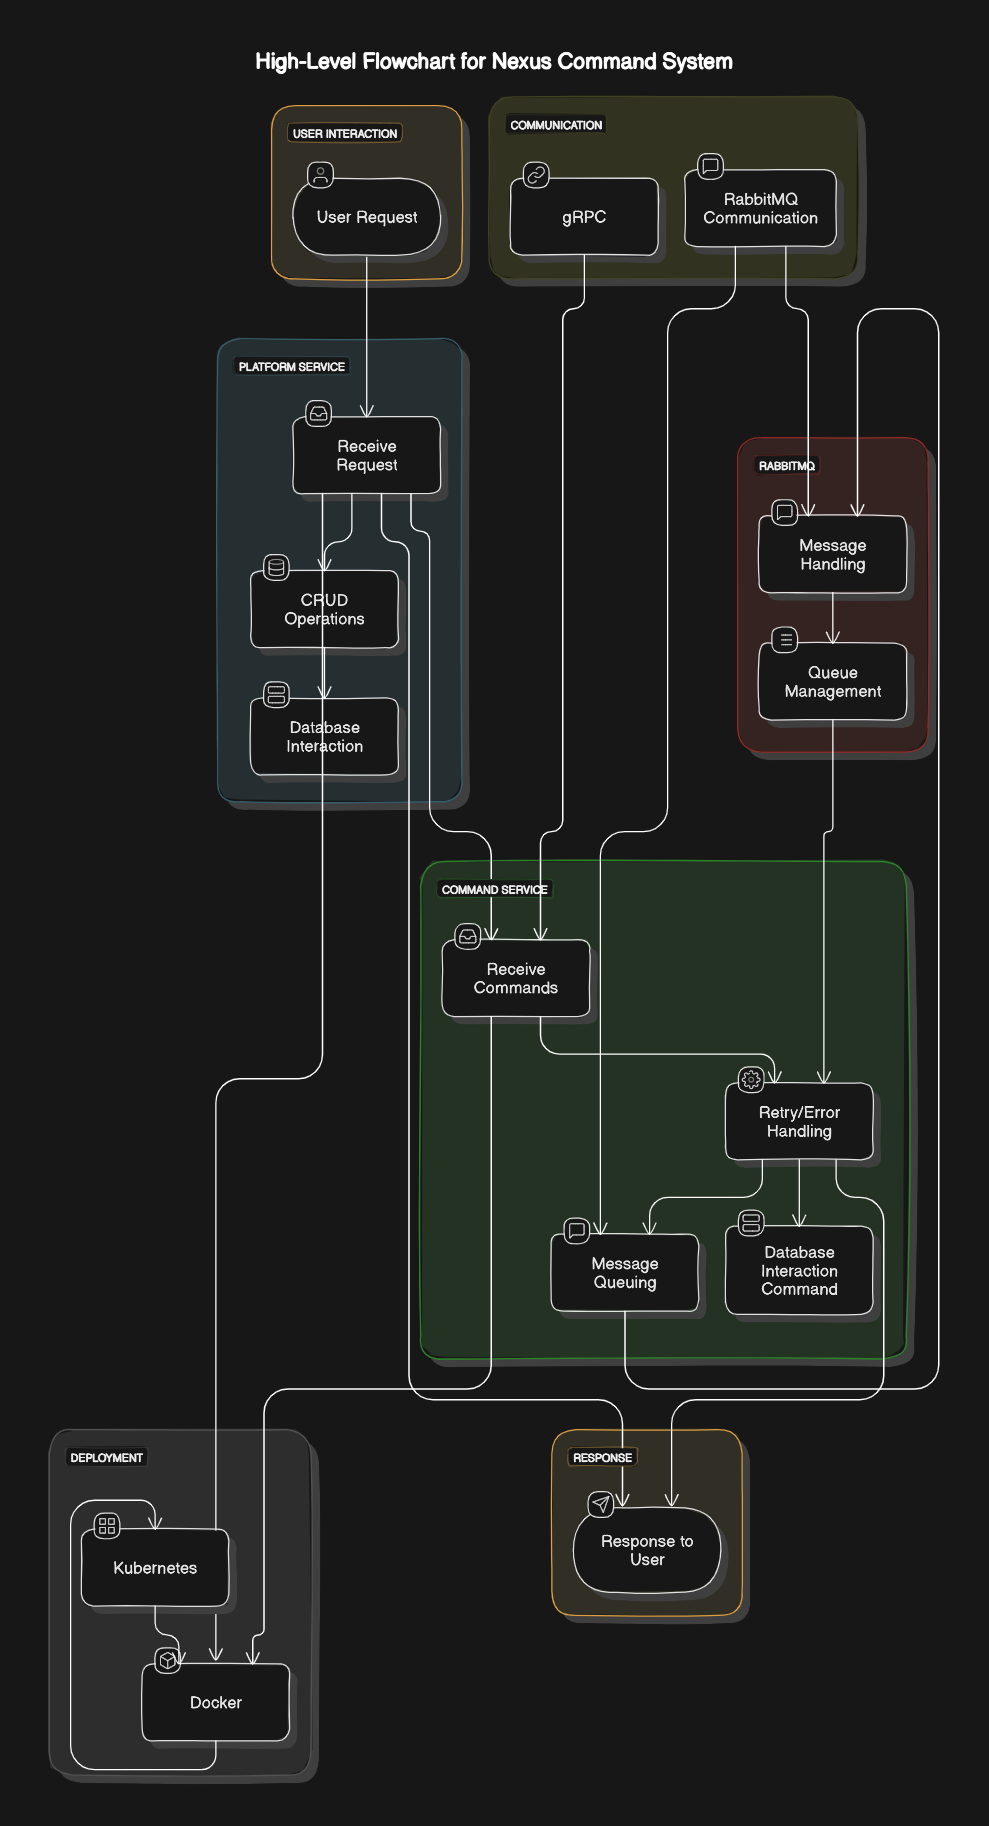 High-Level Flowchart for Nexus Command System
USER INTERACTION
User Request
COMMUNICATION
gRPC
RabbitMQ
Communication
PLATFORM SERVICE
Receive
Request
CRUD
Operations
Database
Interaction
RABBITMQ
Message
Handling
Queue
Management
COMMAND SERVICE
Receive
Commands
Retry/Error
Handling
Message
Queuing
Database
Interaction
Command
DEPLOYMENT
Kubernetes
Docker
RESPONSE
Response to
User